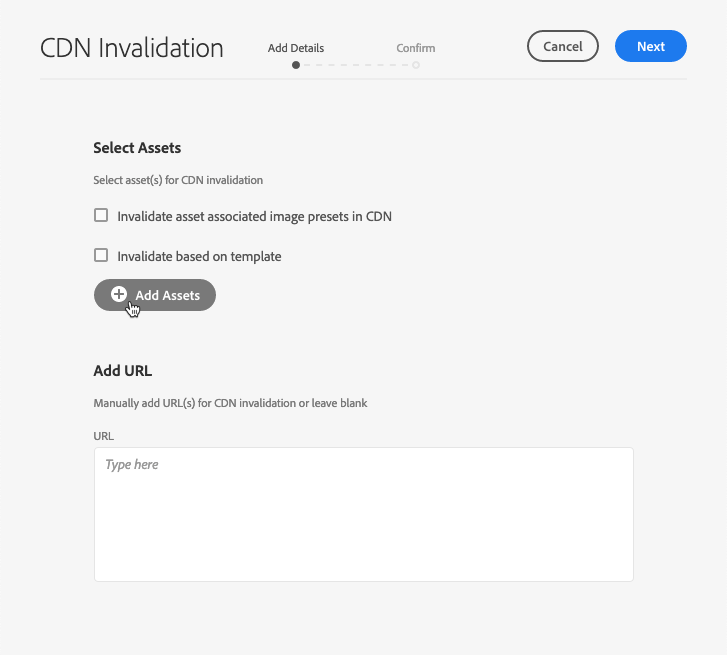 CDN Invalidation
Add Details
Confirm
Cancel
Next
Select Assets
Select asset(s) for CDN invalidation
Invalidate asset associated image presets in CDN
Invalidate based on template
Add Assets
Add URL
Manually add URL(s) for CDN invalidation or leave blank
URL
Type here